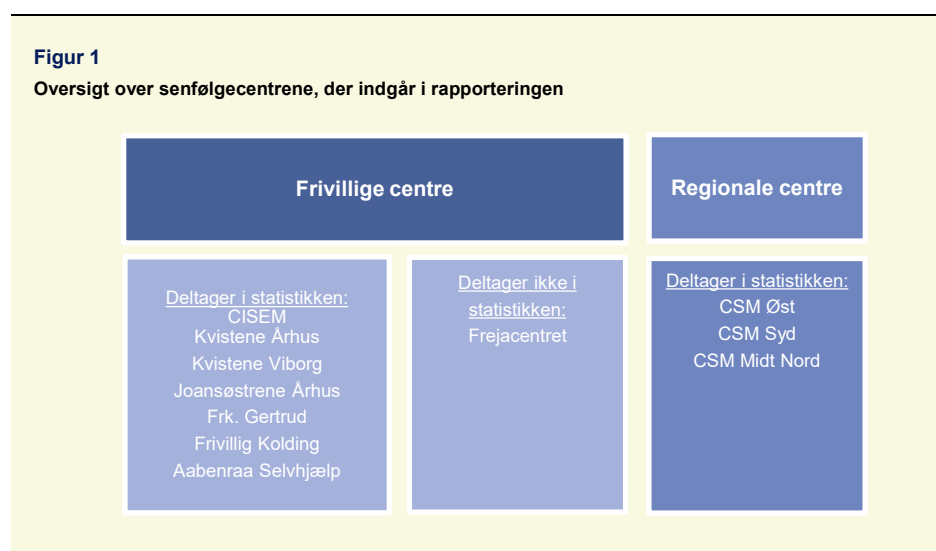 Figur 1
Oversigt over senfølgecentrene, der indgår i rapporteringen
Frivillige centre
Regionale centre
Deltager i statistikken:
CISEM
Kvistene Århus
Kvistene Viborg
Joansøstrene Århus
Frk. Gertrud
Frivillig Kolding
Aabenraa Selvhjælp
Deltager ikke i
statistikken:
Frejacentret
Deltager i statistikken:
CSM Øst
CSM Syd
CSM Midt Nord